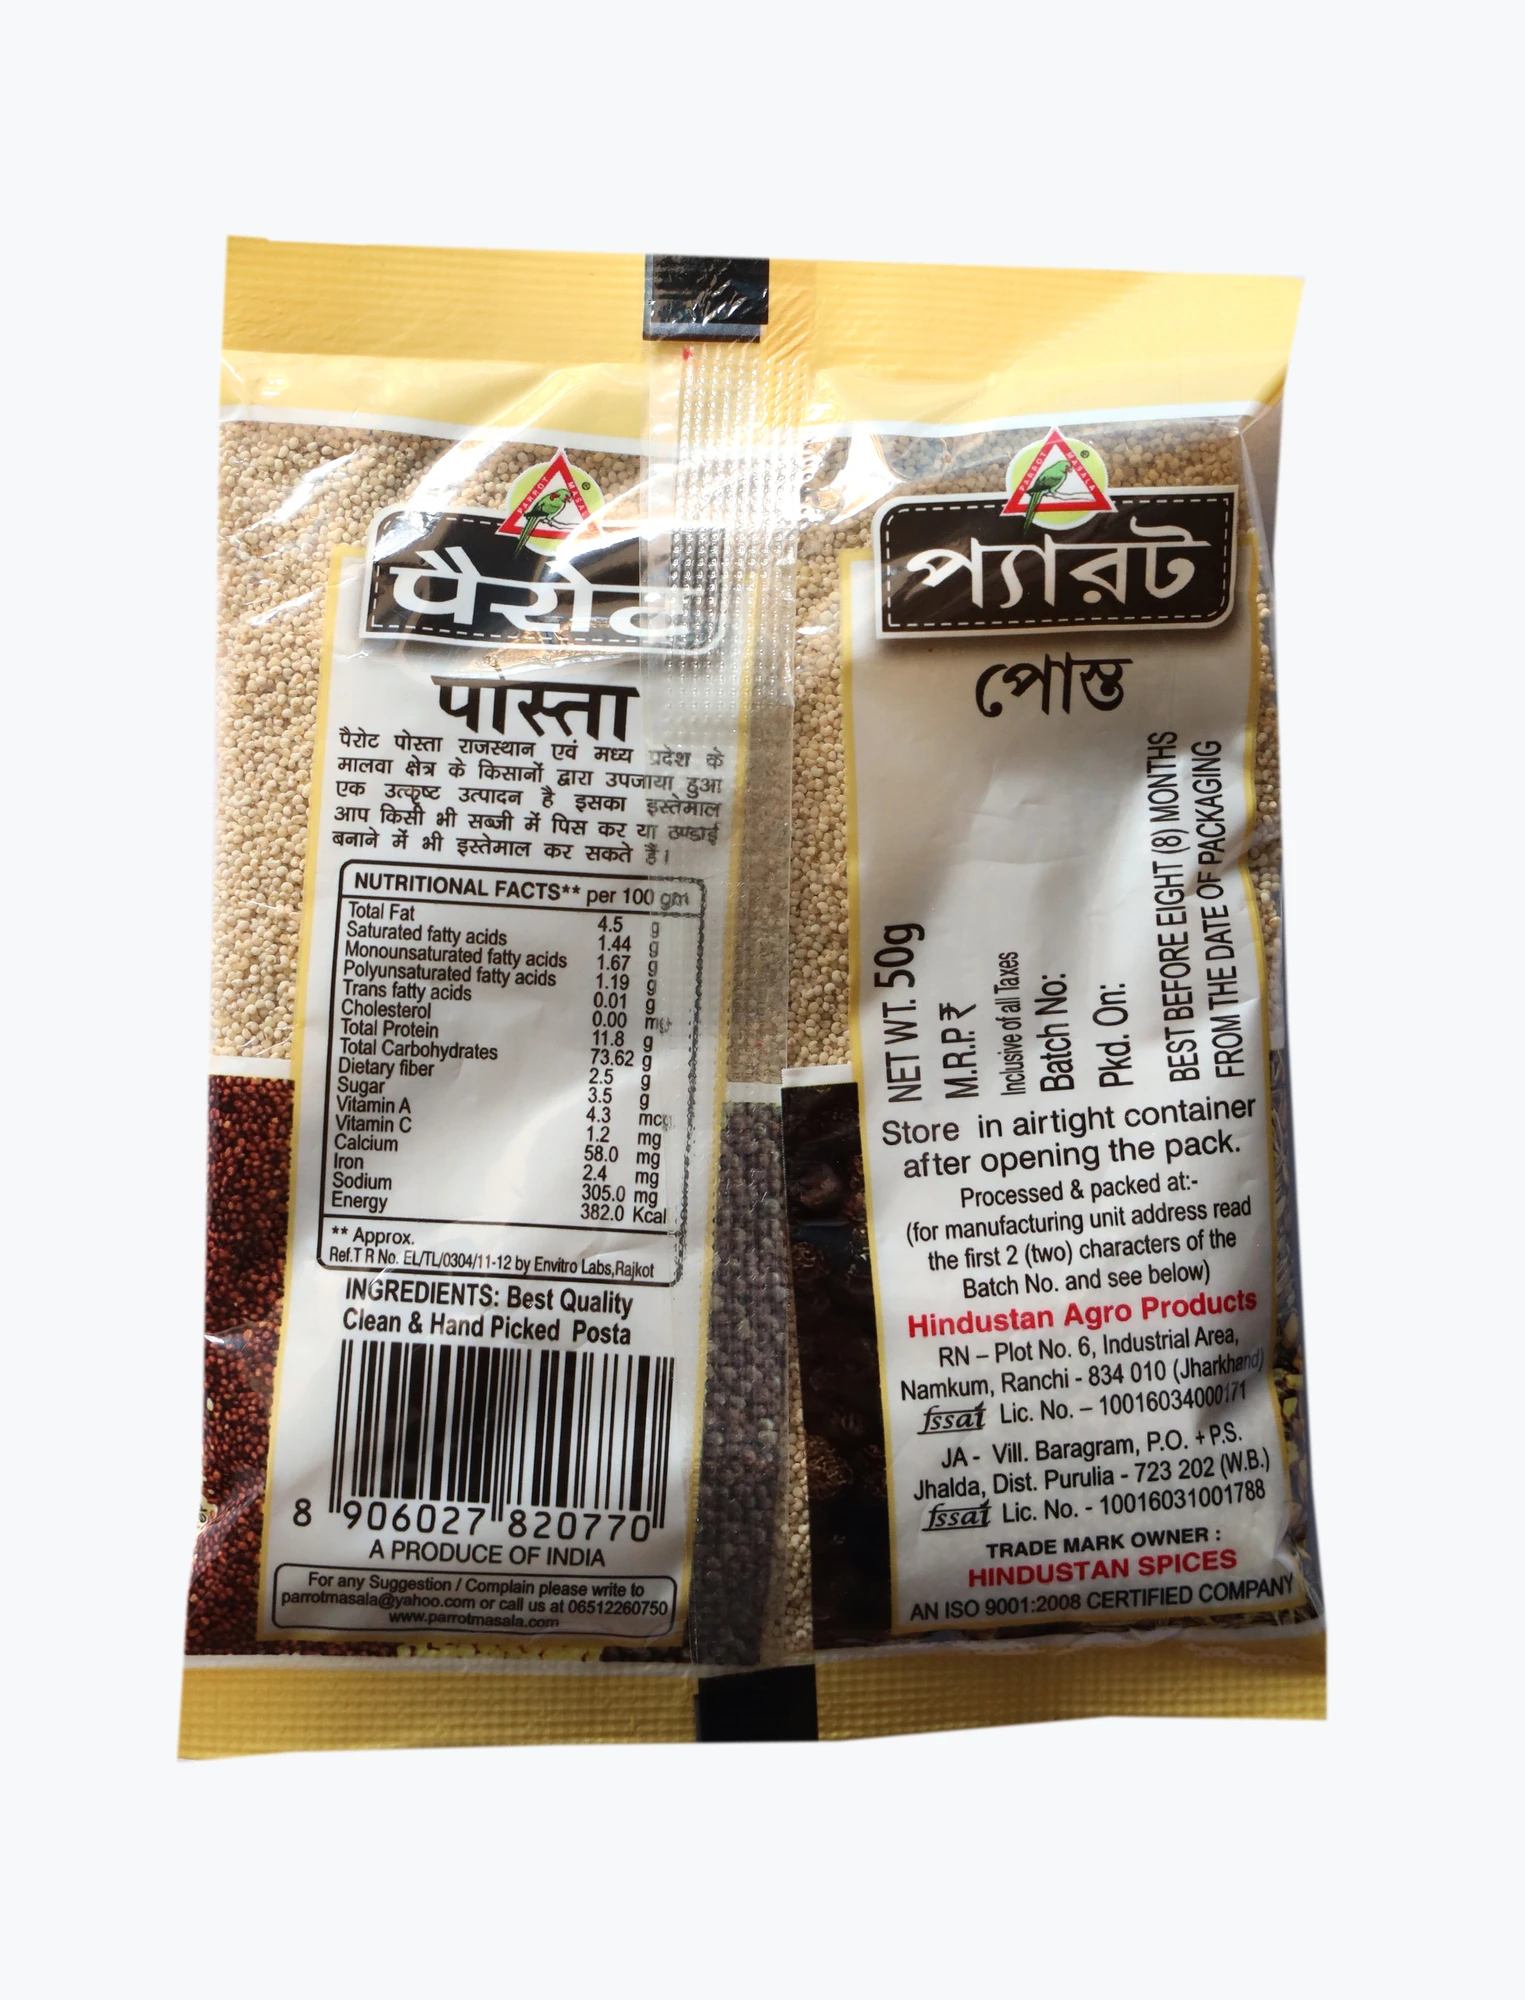 PARROT MASALA ®
पैरोट
पोस्ता
पैरोट पोस्ता राजस्थान एवं मध्य प्रदेश के
मालवा क्षेत्र के किसानों द्वारा उपजाया हुआ
एक उत्कृष्ट उत्पादन है इसका इस्तेमाल
आप किसी भी सब्जी में पिस कर या ठण्डाई
बनाने में भी इस्तेमाल कर सकते हैं।
NUTRITIONAL FACTS** per 100 gm
Total Fat 4.5 g
Saturated fatty acids 1.44 g
Monounsaturated fatty acids 1.67 g
Polyunsaturated fatty acids 1.19 g
Trans fatty acids 0.01 g
Cholesterol 0.00 mg
Total Protein 11.8 g
Total Carbohydrates 73.62 g
Dietary fiber 2.5 g
Sugar 3.5 g
Vitamin A 4.3 mcg
Vitamin C 1.2 mg
Calcium 58.0 mg
Iron 2.4 mg
Sodium 305.0 mg
Energy 382.0 Kcal
** Approx.
Ref.T R No. EL/TL/0304/11-12 by Envitro Labs,Rajkot
INGREDIENTS: Best Quality
Clean & Hand Picked Posta
8 906027 820770
A PRODUCE OF INDIA
For any Suggestion / Complain please write to
parrotmasala@yahoo.com or call us at 06512260750
www.parrotmasala.com
PARROT MASALA ®
প্যারট
পোস্ত
NET WT. 50g
M.R.P.₹
Inclusive of all Taxes
Batch No:
Pkd. On:
BEST BEFORE EIGHT (8) MONTHS
FROM THE DATE OF PACKAGING
Store in airtight container
after opening the pack.
Processed & packed at:-
(for manufacturing unit address read
the first 2 (two) characters of the
Batch No. and see below)
Hindustan Agro Products
RN – Plot No. 6, Industrial Area,
Namkum, Ranchi - 834 010 (Jharkhand)
fssai Lic. No. – 10016034000171
JA - Vill. Baragram, P.O. + P.S.
Jhalda, Dist. Purulia - 723 202 (W.B.)
fssai Lic. No. - 10016031001788
TRADE MARK OWNER :
HINDUSTAN SPICES
AN ISO 9001:2008 CERTIFIED COMPANY